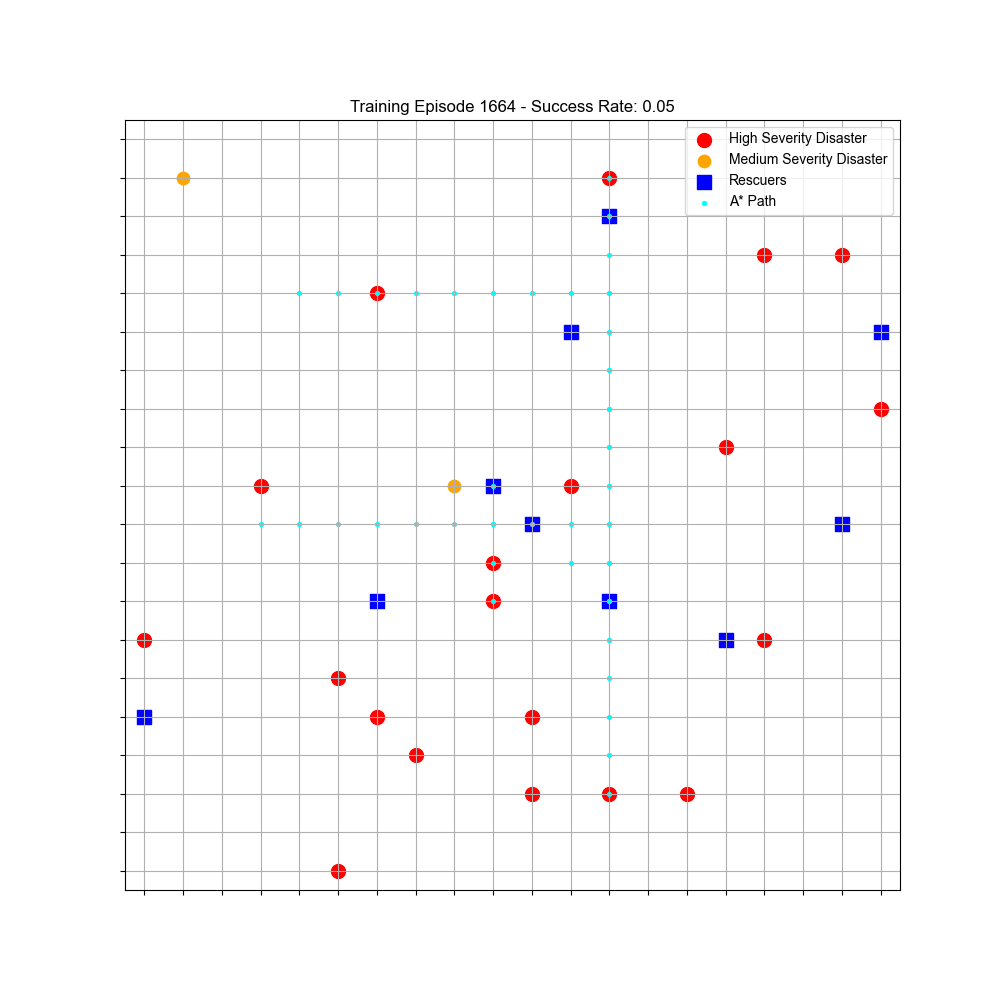 Training Episode 1664 - Success Rate: 0.05
High Severity Disaster
Medium Severity Disaster
Rescuers
A* Path